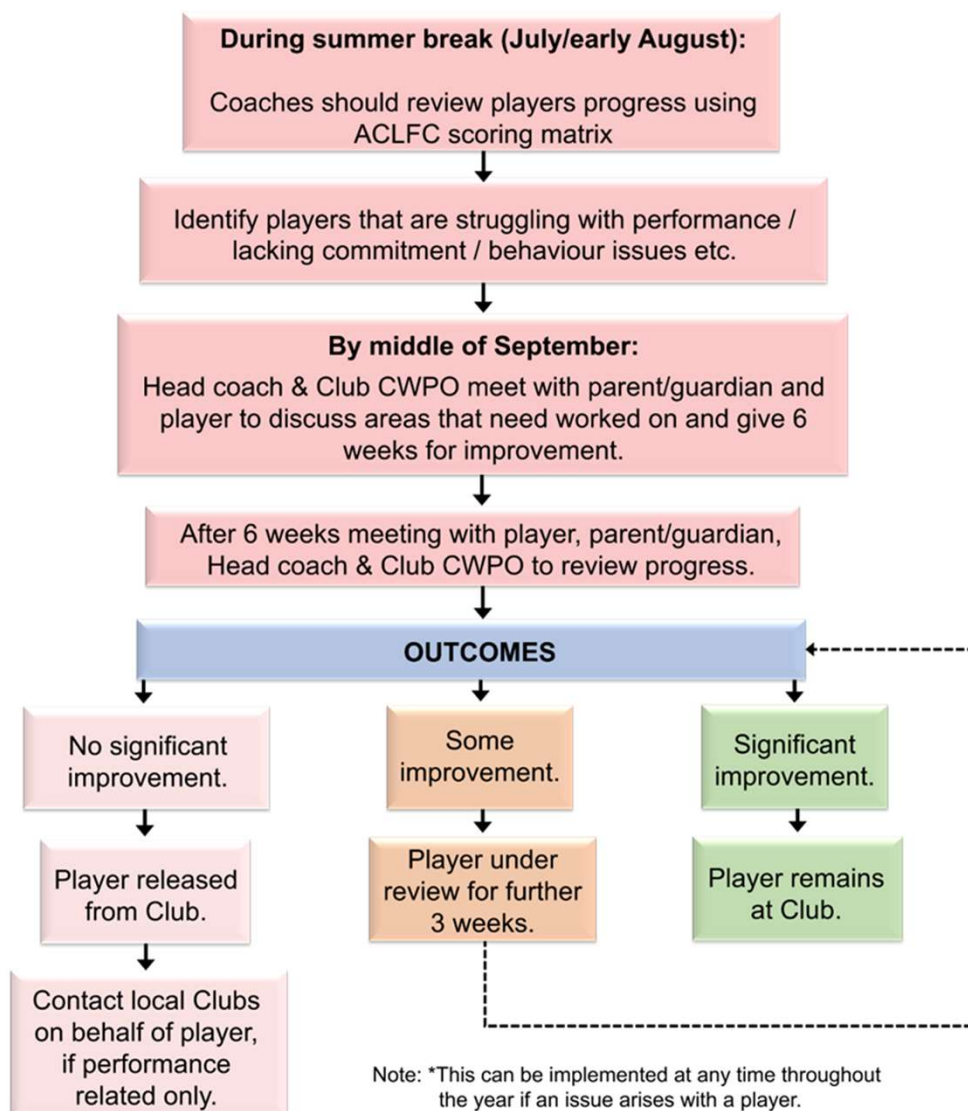 During summer break (July/early August):
Coaches should review players progress using
ACLFC scoring matrix
Identify players that are struggling with performance /
lacking commitment / behaviour issues etc.
By middle of September:
Head coach & Club CWPO meet with parent/guardian and
player to discuss areas that need worked on and give 6
weeks for improvement.
After 6 weeks meeting with player, parent/guardian,
Head coach & Club CWPO to review progress.
OUTCOMES
No significant
improvement.
Player released
from Club.
Contact local Clubs
on behalf of player,
if performance
related only.
Some
improvement.
Player under
review for further
3 weeks.
Significant
improvement.
Player remains
at Club.
Note: *This can be implemented at any time throughout
the year if an issue arises with a player.